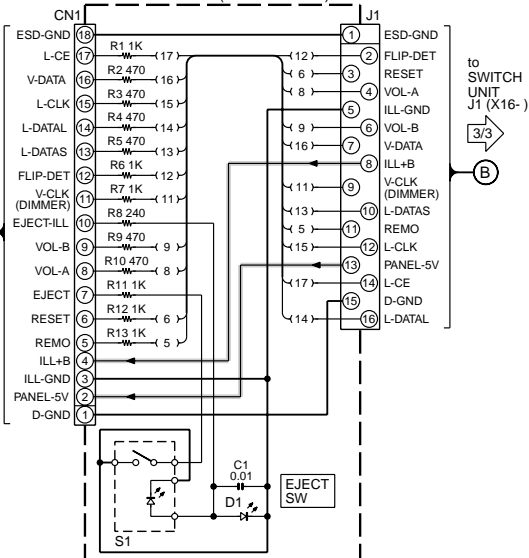 CN1
J1
ESD-GND 18
L-CE 17 R1 1K (17)
V-DATA 16 R2 470 (16)
L-CLK 15 R3 470 (15)
L-DATAL 14 R4 470 (14)
L-DATAS 13 R5 470 (13)
FLIP-DET 12 R6 1K (12)
V-CLK (DIMMER) 11 R7 1K (11)
EJECT-ILL 10 R8 240
VOL-B 9 R9 470 (9)
VOL-A 8 R10 470 (8)
EJECT 7 R11 1K
RESET 6 R12 1K (6)
REMO 5 R13 1K (5)
ILL+B 4
ILL-GND 3
PANEL-5V 2
D-GND 1
1 ESD-GND
(12) 2 FLIP-DET
(6) 3 RESET
(8) 4 VOL-A
5 ILL-GND
(9) 6 VOL-B
(16) 7 V-DATA
8 ILL+B
(11) 9 V-CLK (DIMMER)
(13) 10 L-DATAS
(5) 11 REMO
(15) 12 L-CLK
13 PANEL-5V
(17) 14 L-CE
15 D-GND
(14) 16 L-DATAL
to
SWITCH
UNIT
J1 (X16- )
3/3
B
S1
C1
0.01
D1
EJECT
SW